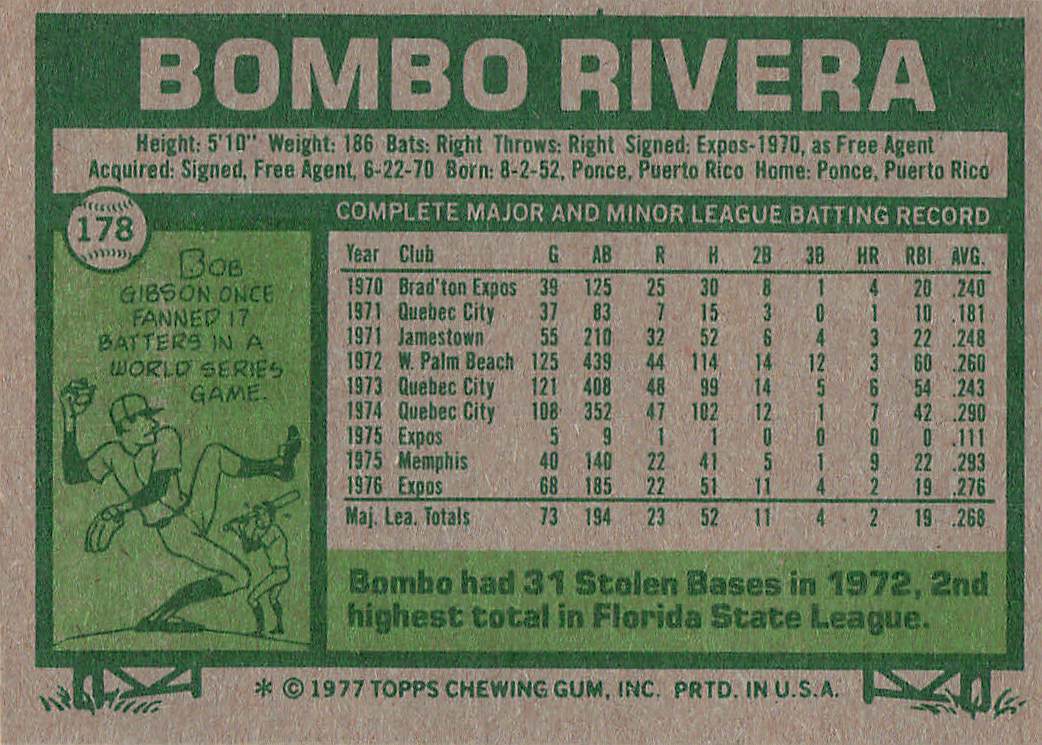 BOMBO RIVERA
Height: 5'10" Weight: 186 Bats: Right Throws: Right Signed: Expos-1970, as Free Agent
Acquired: Signed, Free Agent, 6-22-70 Born: 8-2-52, Ponce, Puerto Rico Home: Ponce, Puerto Rico
178
BOB
GIBSON ONCE
FANNED 17
BATTERS IN A
WORLD SERIES
GAME.
COMPLETE MAJOR AND MINOR LEAGUE BATTING RECORD
Year Club G AB R H 2B 3B HR RBI AVG.
1970 Brad'ton Expos 39 125 25 30 8 1 4 20 .240
1971 Quebec City 37 83 7 15 3 0 1 10 .181
1971 Jamestown 55 210 32 52 6 4 3 22 .248
1972 W. Palm Beach 125 439 44 114 14 12 3 60 .260
1973 Quebec City 121 408 48 99 14 5 6 54 .243
1974 Quebec City 108 352 47 102 12 1 7 42 .290
1975 Expos 5 9 1 1 0 0 0 0 .111
1975 Memphis 40 140 22 41 5 1 9 22 .293
1976 Expos 68 185 22 51 11 4 2 19 .276
Maj. Lea. Totals 73 194 23 52 11 4 2 19 .268
Bombo had 31 Stolen Bases in 1972, 2nd
highest total in Florida State League.
* © 1977 TOPPS CHEWING GUM, INC. PRTD. IN U.S.A.